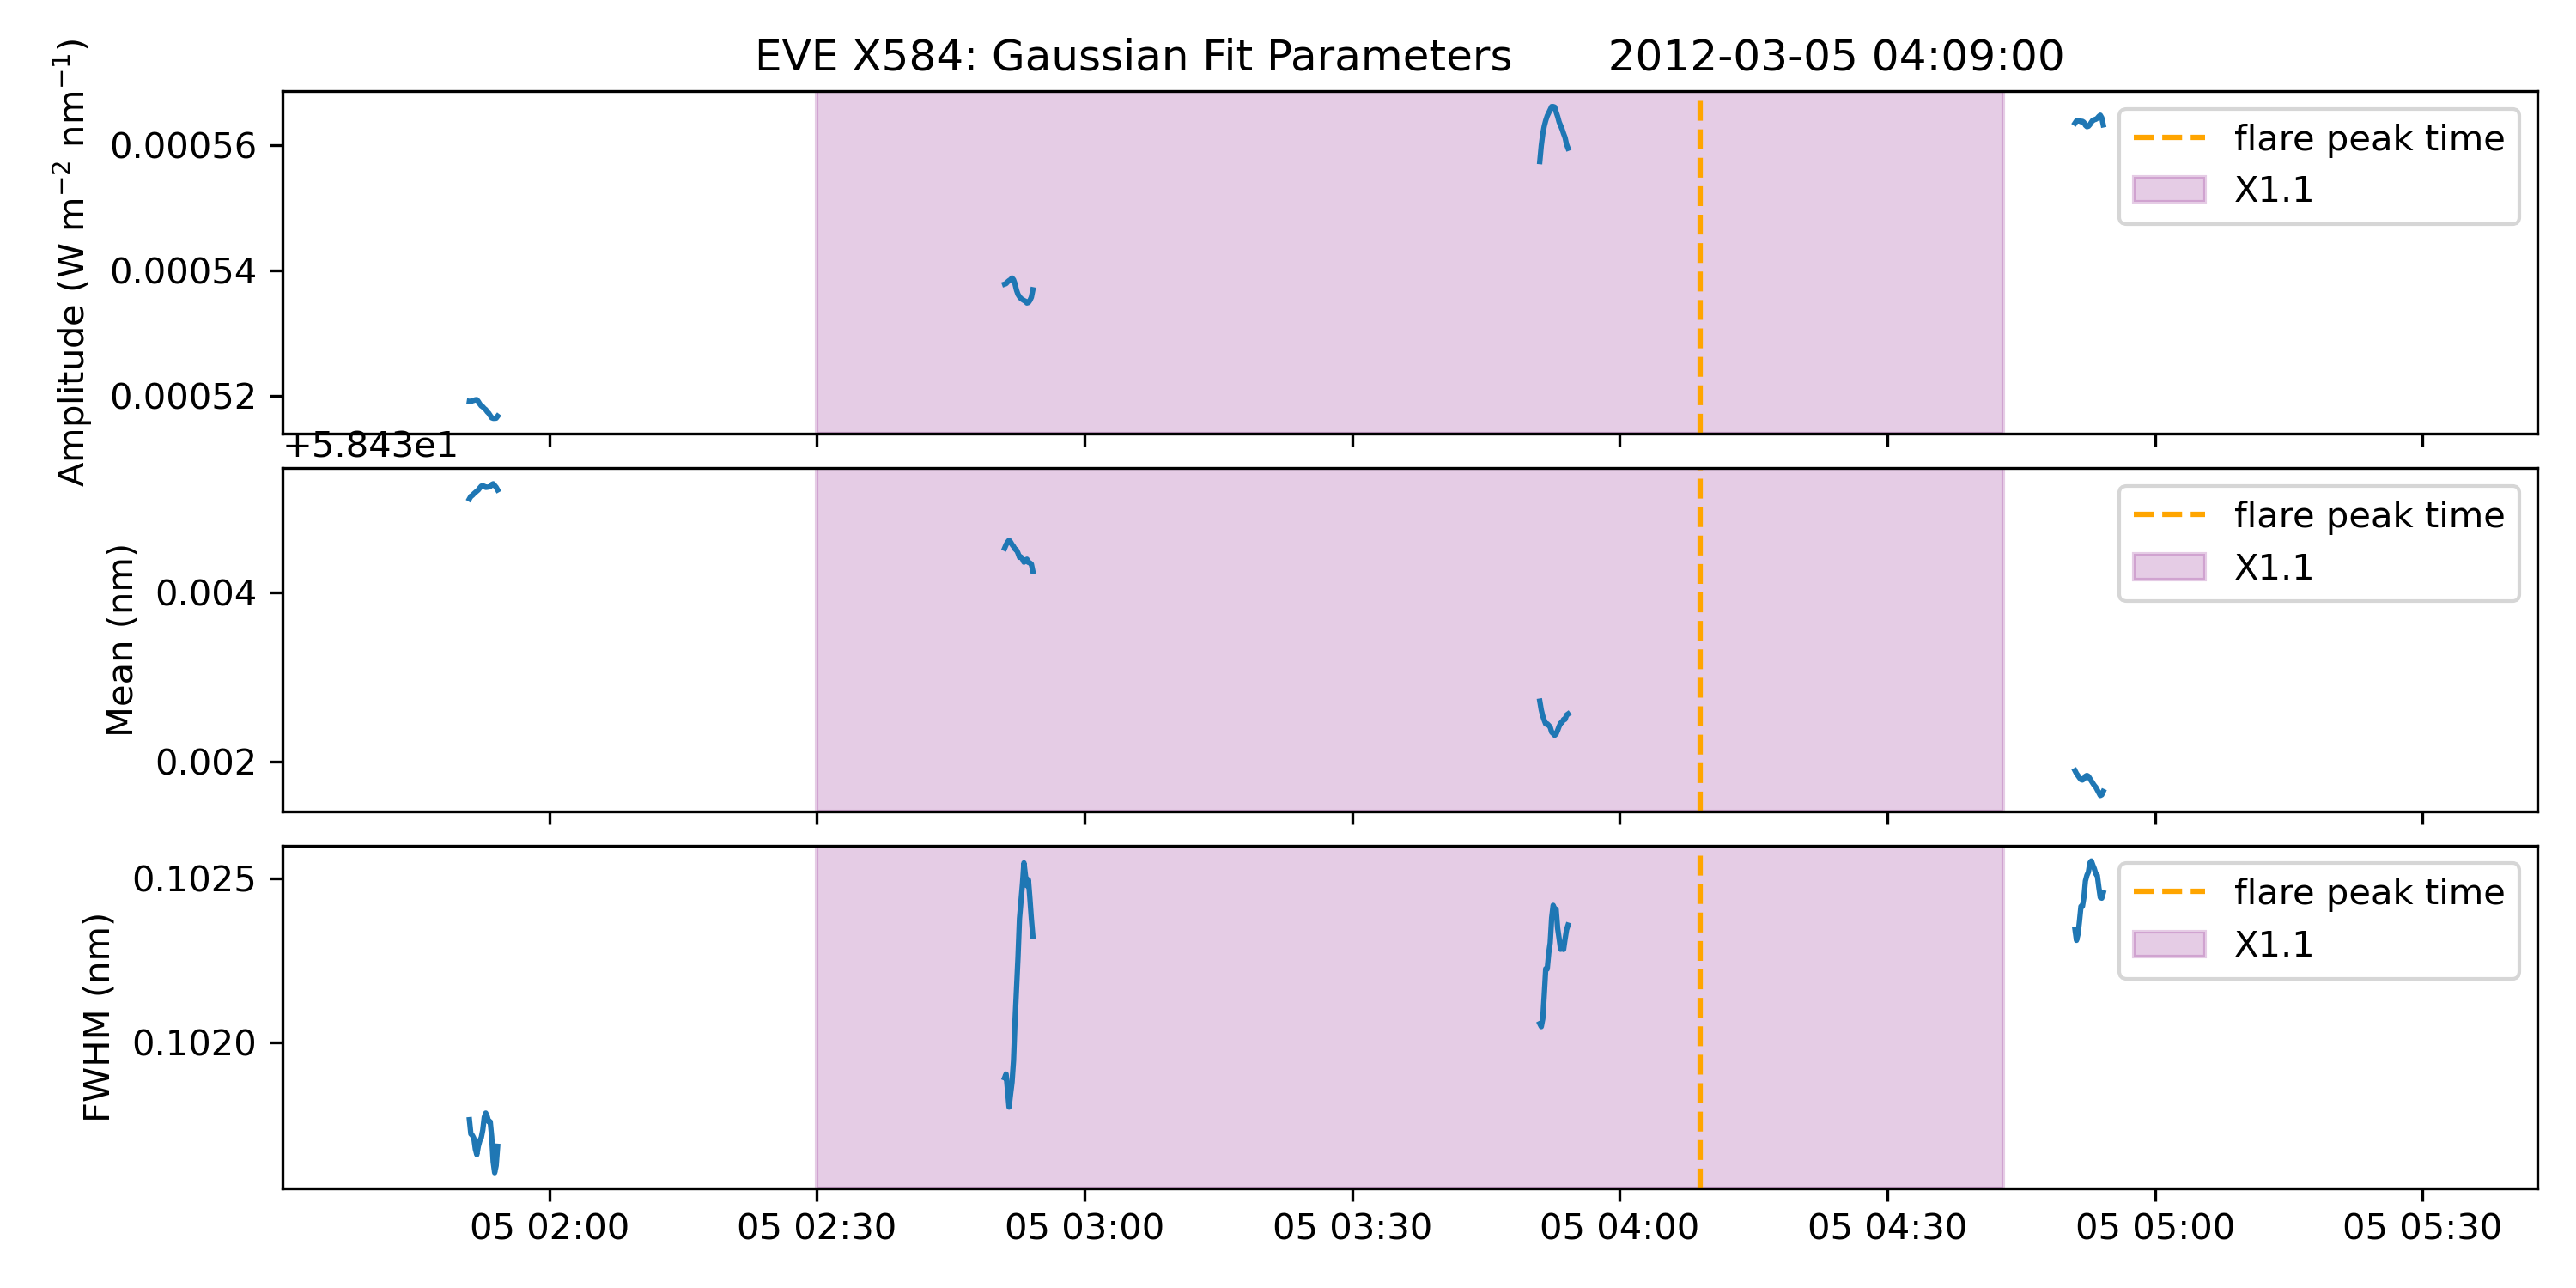 EVE X584: Gaussian Fit Parameters 2012-03-05 04:09:00
Amplitude (W m⁻² nm⁻¹)
0.00056
0.00054
0.00052
flare peak time
X1.1
+5.843e1
Mean (nm)
0.004
0.002
flare peak time
X1.1
FWHM (nm)
0.1025
0.1020
flare peak time
X1.1
05 02:00 05 02:30 05 03:00 05 03:30 05 04:00 05 04:30 05 05:00 05 05:30